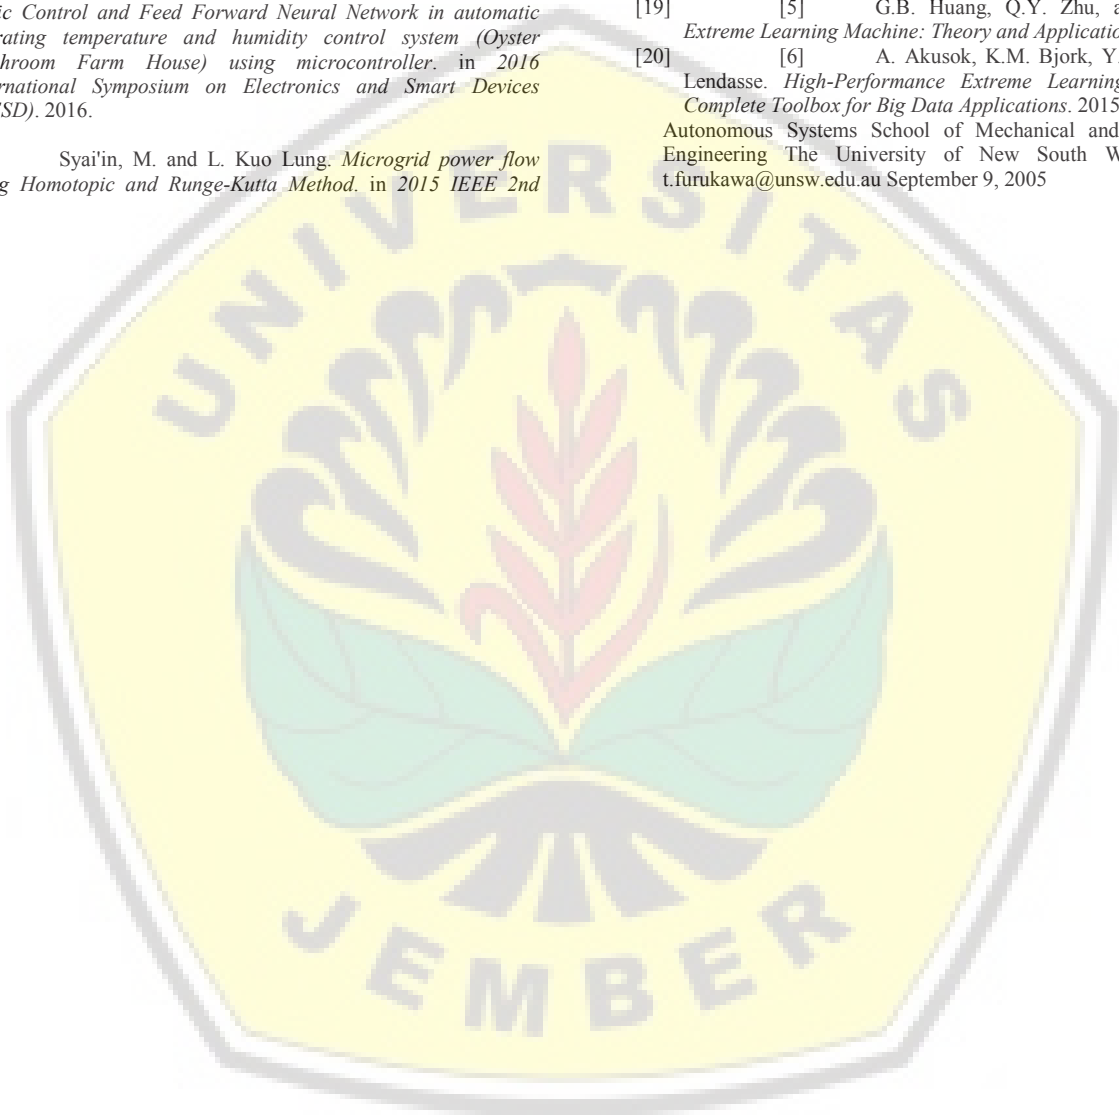 ic Control and Feed Forward Neural Network in automatic
rating temperature and humidity control system (Oyster
hroom Farm House) using microcontroller. in 2016
rnational Symposium on Electronics and Smart Devices
SD). 2016.
Syai'in, M. and L. Kuo Lung. Microgrid power flow
g Homotopic and Runge-Kutta Method. in 2015 IEEE 2nd
[19] [5] G.B. Huang, Q.Y. Zhu, a
Extreme Learning Machine: Theory and Applicatio
[20] [6] A. Akusok, K.M. Bjork, Y.
Lendasse. High-Performance Extreme Learning
Complete Toolbox for Big Data Applications. 2015
Autonomous Systems School of Mechanical and
Engineering The University of New South W
t.furukawa@unsw.edu.au September 9, 2005
UNIVERSITAS
JEMBER